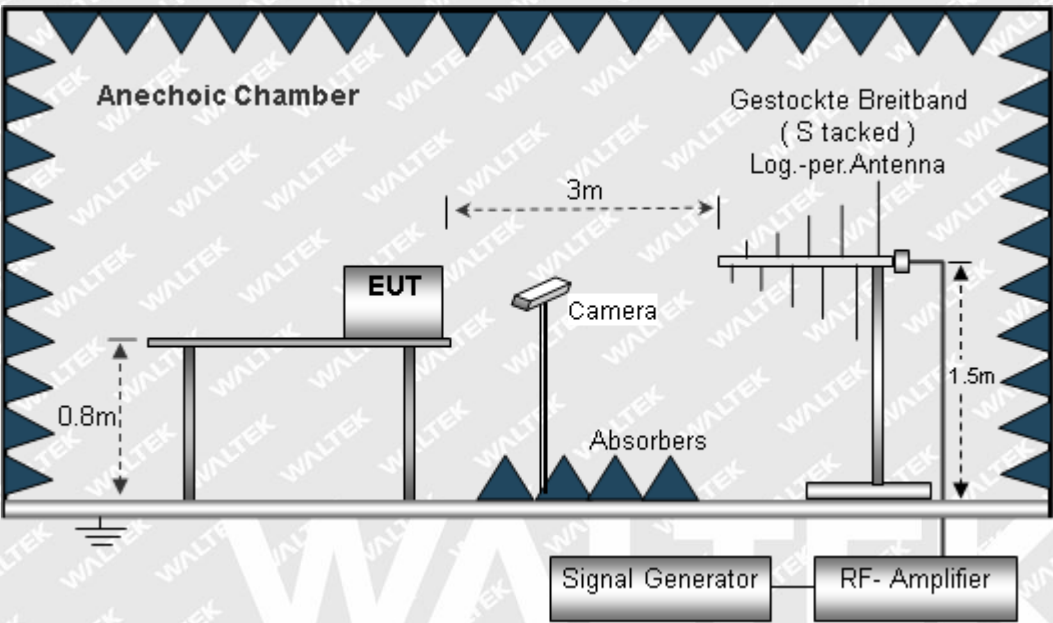 Anechoic Chamber
Gestockte Breitband
( S tacked )
Log.-per.Antenna
3m
EUT
Camera
1.5m
0.8m
Absorbers
Signal Generator
RF- Amplifier
WALTEK